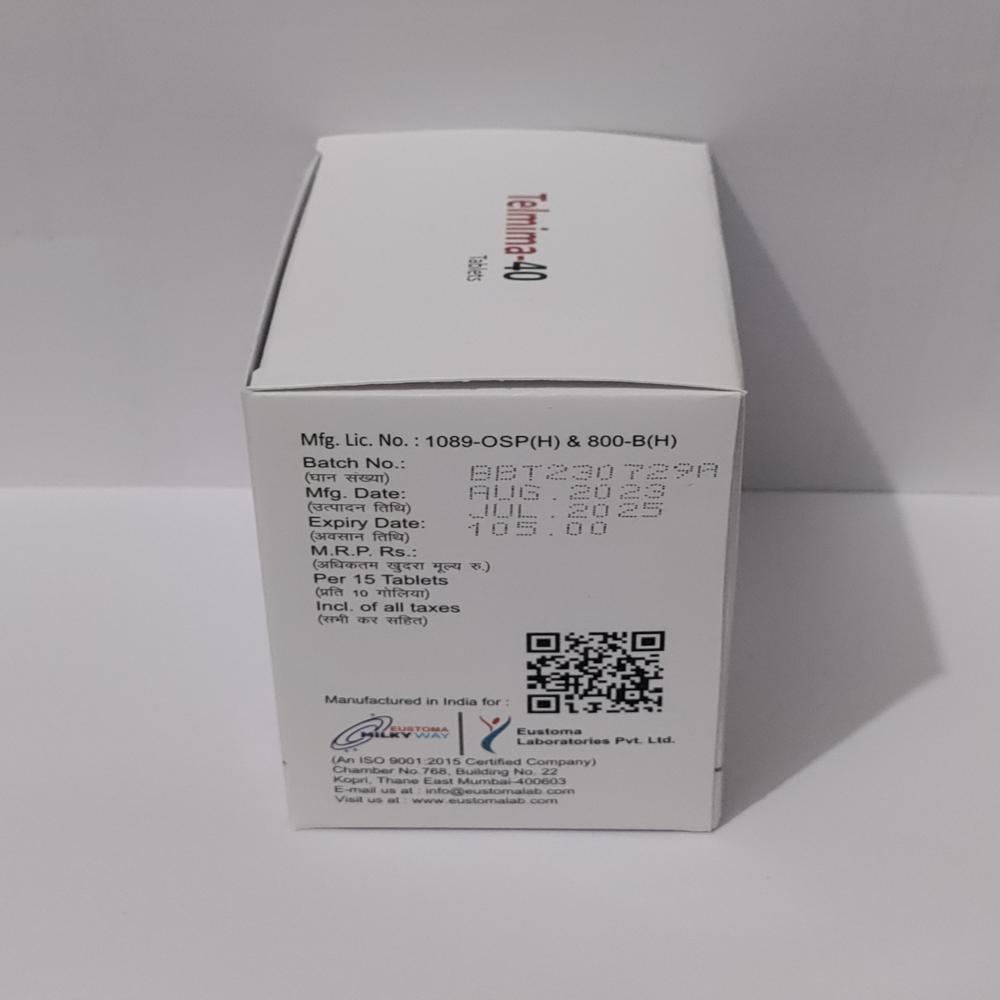 Telmima-40
Tablets
Mfg. Lic. No. : 1089-OSP(H) & 800-B(H)
Batch No.: BBT230729A
(घान संख्या)
Mfg. Date: AUG.2023
(उत्पादन तिथि) JUL.2025
Expiry Date: 105.00
(अवसान तिथि)
M.R.P. Rs.:
(अधिकतम खुदरा मूल्य रु.)
Per 15 Tablets
(प्रति 10 गोलिया)
Incl. of all taxes
(सभी कर सहित)
Manufactured in India for :
EUSTOMA
MILKY WAY
Eustoma
Laboratories Pvt. Ltd.
(An ISO 9001:2015 Certified Company)
Chamber No.768, Building No. 22
Kopri, Thane East Mumbai-400603
E-mail us at : info@eustomalab.com
Visit us at : www.eustomalab.com